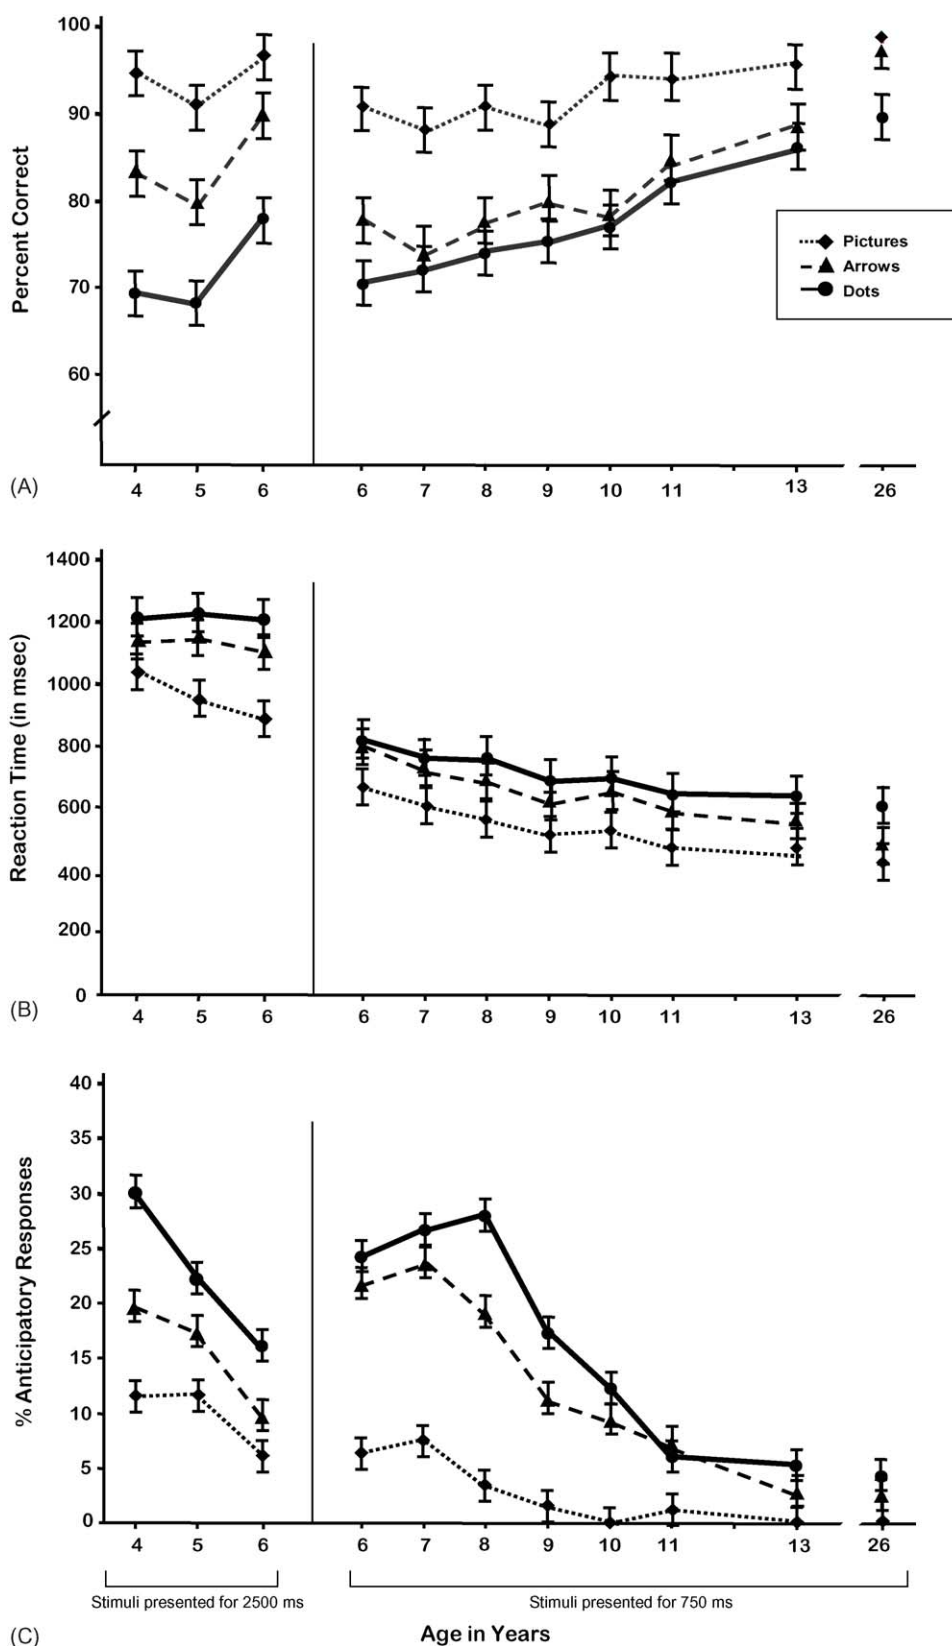 100
90
80
70
60
Percent Correct
Pictures
Arrows
Dots
4 5 6 6 7 8 9 10 11 13 26
(A)
1400
1200
1000
800
600
400
200
0
Reaction Time (in msec)
4 5 6 6 7 8 9 10 11 13 26
(B)
40
35
30
25
20
15
10
5
0
% Anticipatory Responses
4 5 6 6 7 8 9 10 11 13 26
Stimuli presented for 2500 ms
Stimuli presented for 750 ms
(C)
Age in Years